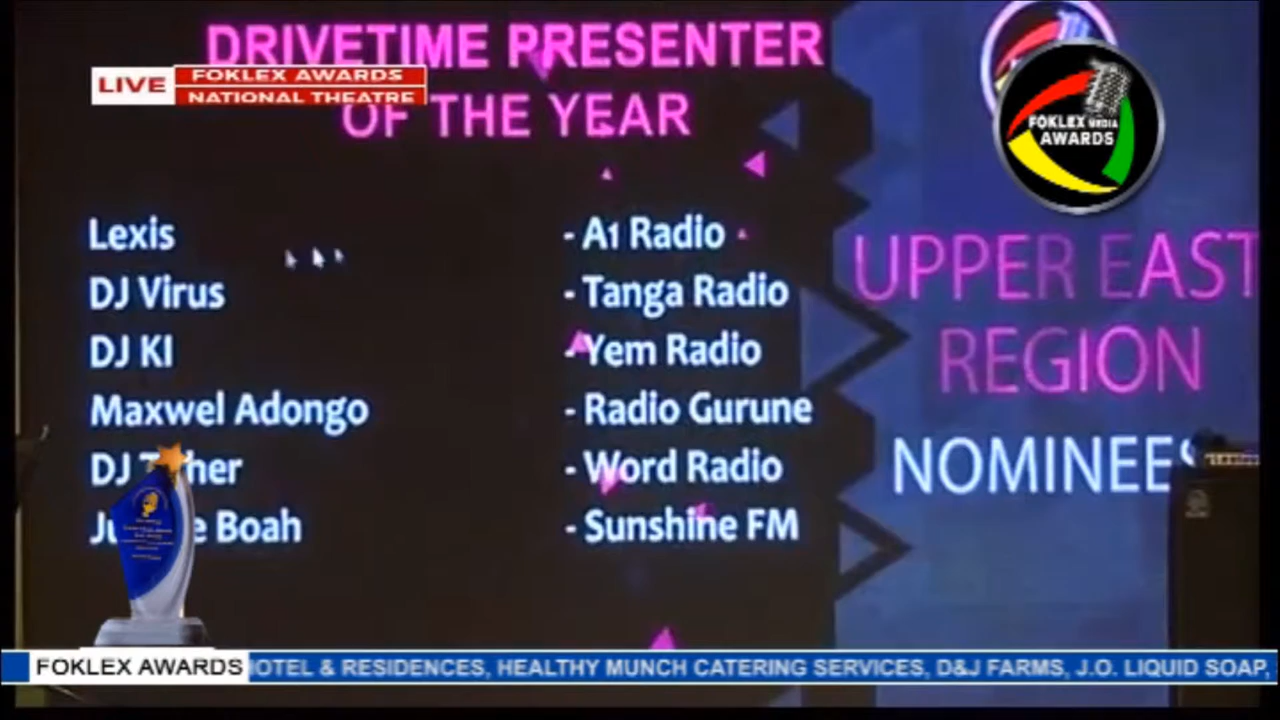 DRIVETIME PRESENTER
LIVE
FOKLEX AWARDS
NATIONAL THEATRE
OF THE YEAR
FOKLEX MEDIA
AWARDS
Lexis - A1 Radio
DJ Virus - Tanga Radio
DJ KI - Yem Radio
Maxwel Adongo - Radio Gurune
DJ - Word Radio
Boah - Sunshine FM
UPPER EAST
REGION
NOMINEES
FOKLEX AWARDS
HOTEL & RESIDENCES, HEALTHY MUNCH CATERING SERVICES, D&J FARMS, J.O. LIQUID SOAP,